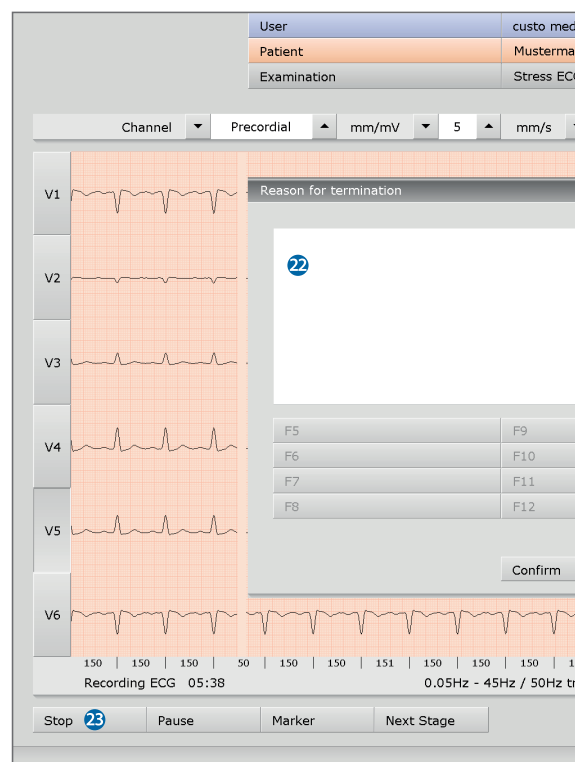 User custo med
Patient Musterma
Examination Stress EC
Channel Precordial mm/mV 5 mm/s
V1
Reason for termination
22
V2
V3
V4
F5 F9
F6 F10
F7 F11
F8 F12
V5
Confirm
V6
150 | 150 | 150 | 50 | 150 | 150 | 151 | 150 | 150 | 150 | 1
Recording ECG 05:38 0.05Hz - 45Hz / 50Hz t
Stop 23 Pause Marker Next Stage